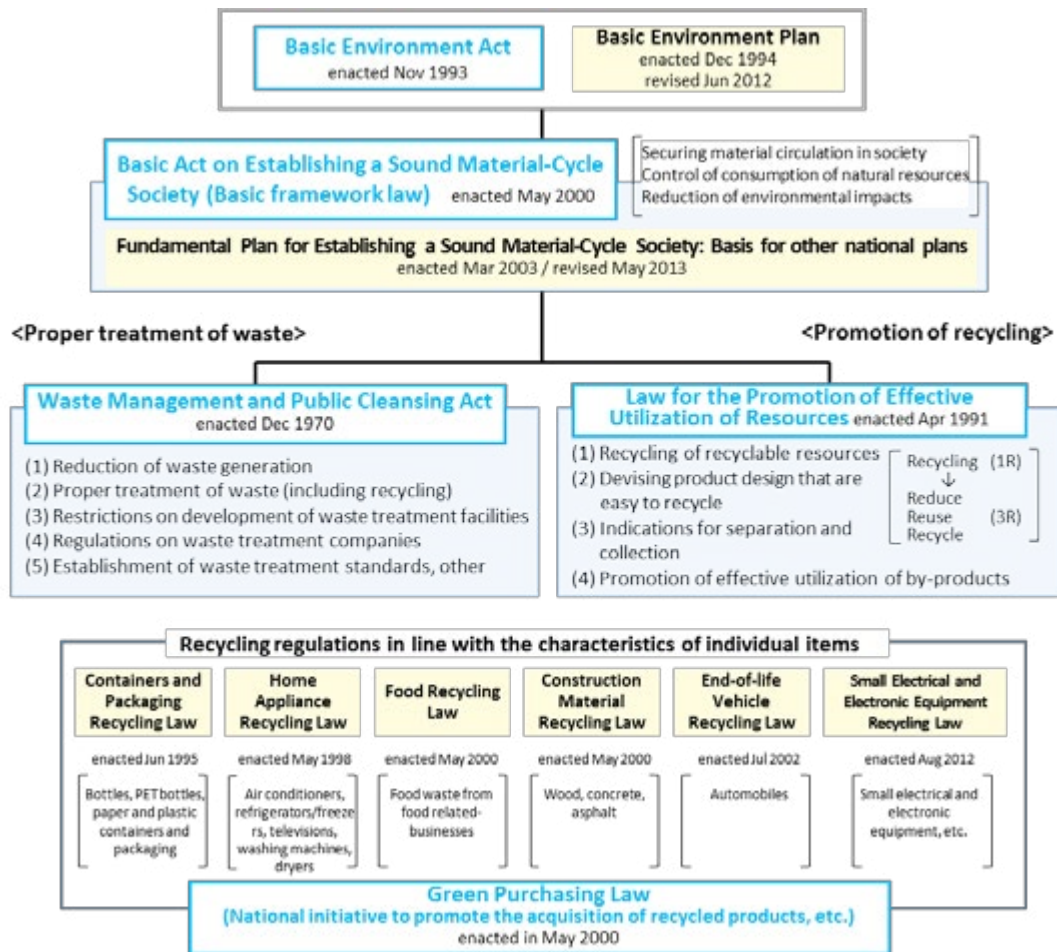 Basic Environment Act
enacted Nov 1993
Basic Environment Plan
enacted Dec 1994
revised Jun 2012
Basic Act on Establishing a Sound Material-Cycle
Society (Basic framework law) enacted May 2000
Securing material circulation in society
Control of consumption of natural resources
Reduction of environmental impacts
Fundamental Plan for Establishing a Sound Material-Cycle Society: Basis for other national plans
enacted Mar 2003 / revised May 2013
<Proper treatment of waste>
<Promotion of recycling>
Waste Management and Public Cleansing Act
enacted Dec 1970
(1) Reduction of waste generation
(2) Proper treatment of waste (including recycling)
(3) Restrictions on development of waste treatment facilities
(4) Regulations on waste treatment companies
(5) Establishment of waste treatment standards, other
Law for the Promotion of Effective
Utilization of Resources enacted Apr 1991
(1) Recycling of recyclable resources
(2) Devising product design that are
easy to recycle
(3) Indications for separation and
collection
(4) Promotion of effective utilization of by-products
Recycling (1R)
↓
Reduce
Reuse (3R)
Recycle
Recycling regulations in line with the characteristics of individual items
Containers and
Packaging
Recycling Law
enacted Jun 1995
Bottles, PET bottles,
paper and plastic
containers and
packaging
Home
Appliance
Recycling Law
enacted May 1998
Air conditioners,
refrigerators/freeze
rs, televisions,
washing machines,
dryers
Food Recycling
Law
enacted May 2000
Food waste from
food related-
businesses
Construction
Material
Recycling Law
enacted May 2000
Wood, concrete,
asphalt
End-of-life
Vehicle
Recycling Law
enacted Jul 2002
Automobiles
Small Electrical and
Electronic Equipment
Recycling Law
enacted Aug 2012
Small electrical and
electronic
equipment, etc.
Green Purchasing Law
(National initiative to promote the acquisition of recycled products, etc.)
enacted in May 2000